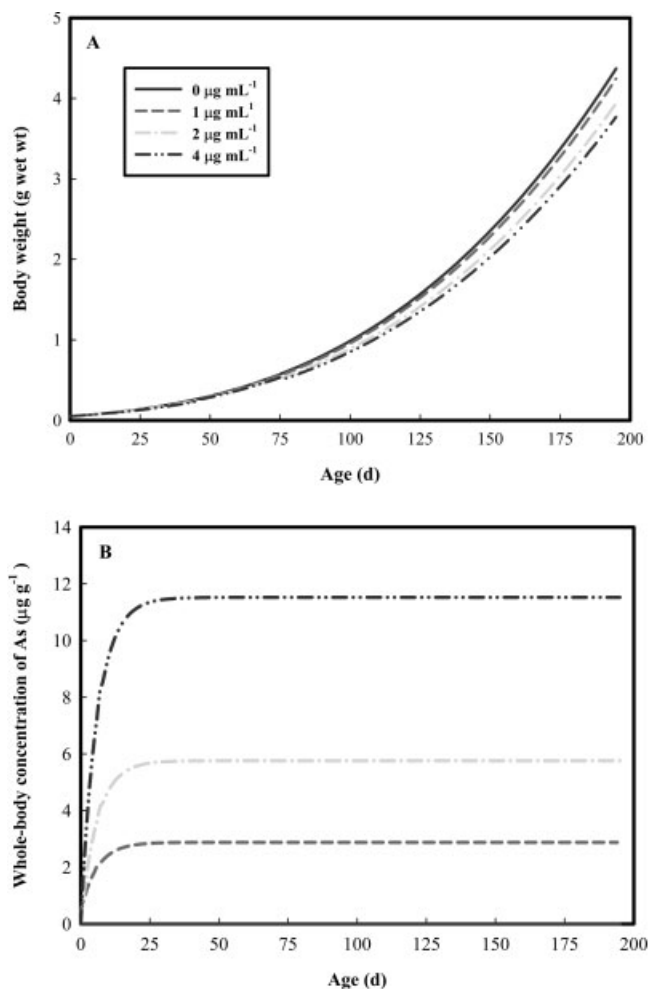 A
0 μg mL⁻¹
1 μg mL¹
2 μg mL⁻¹
4 μg mL⁻¹
Body weight (g wet wt)
5
4
3
2
1
0
0 25 50 75 100 125 150 175 200
Age (d)
B
Whole-body concentration of As (μg g⁻¹)
14
12
10
8
6
4
2
0
0 25 50 75 100 125 150 175 200
Age (d)